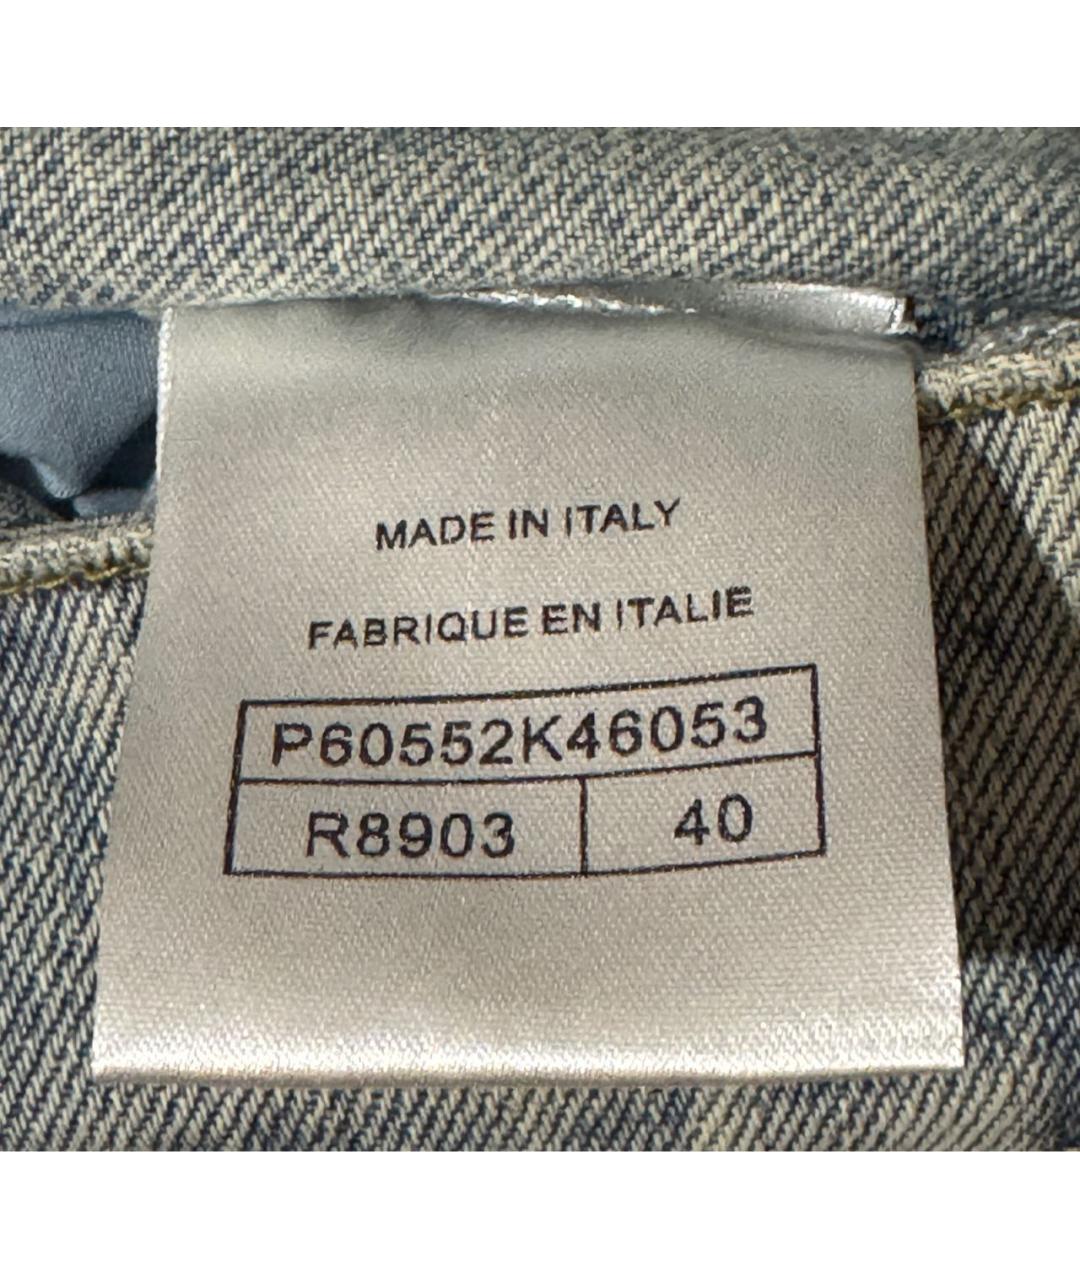 MADE IN ITALY
FABRIQUE EN ITALIE
P60552K46053
R8903 40